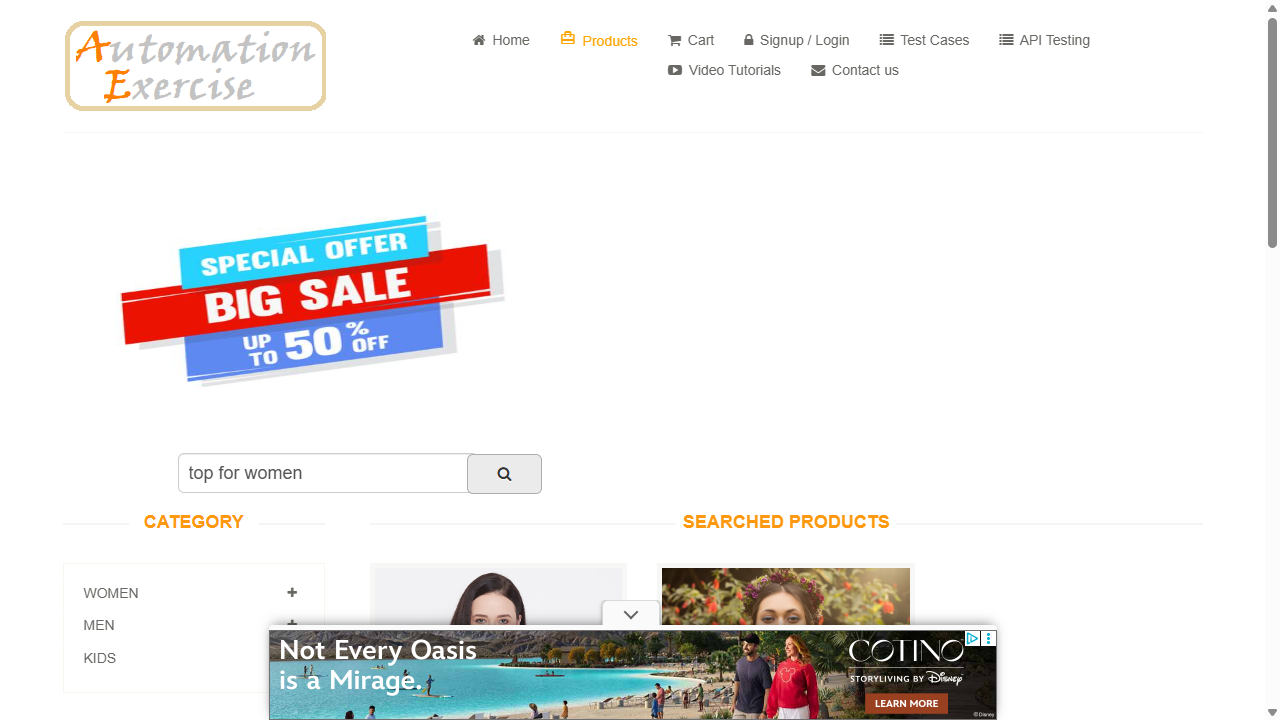 Automation
Exercise
Home
Products
Cart
Signup / Login
Test Cases
API Testing
Video Tutorials
Contact us
SPECIAL OFFER
BIG SALE
UP TO 50% OFF
top for women
CATEGORY
SEARCHED PRODUCTS
WOMEN
MEN
KIDS
Not Every Oasis
is a Mirage.
COTINO
STORYLIVING BY Disney
LEARN MORE
© Disney